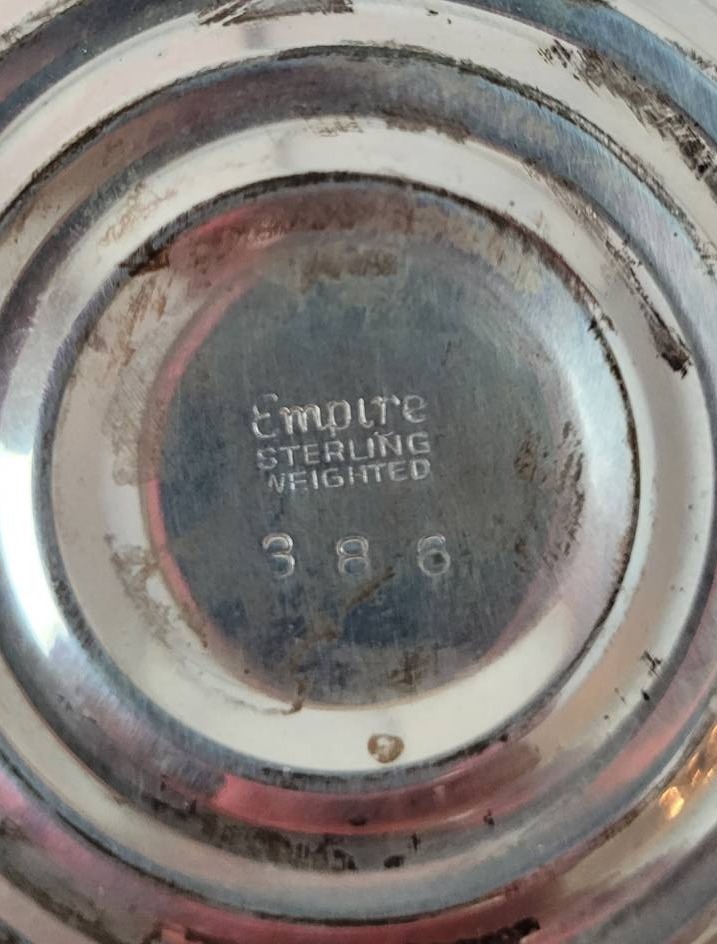 Empire
STERLING
WEIGHTED
386